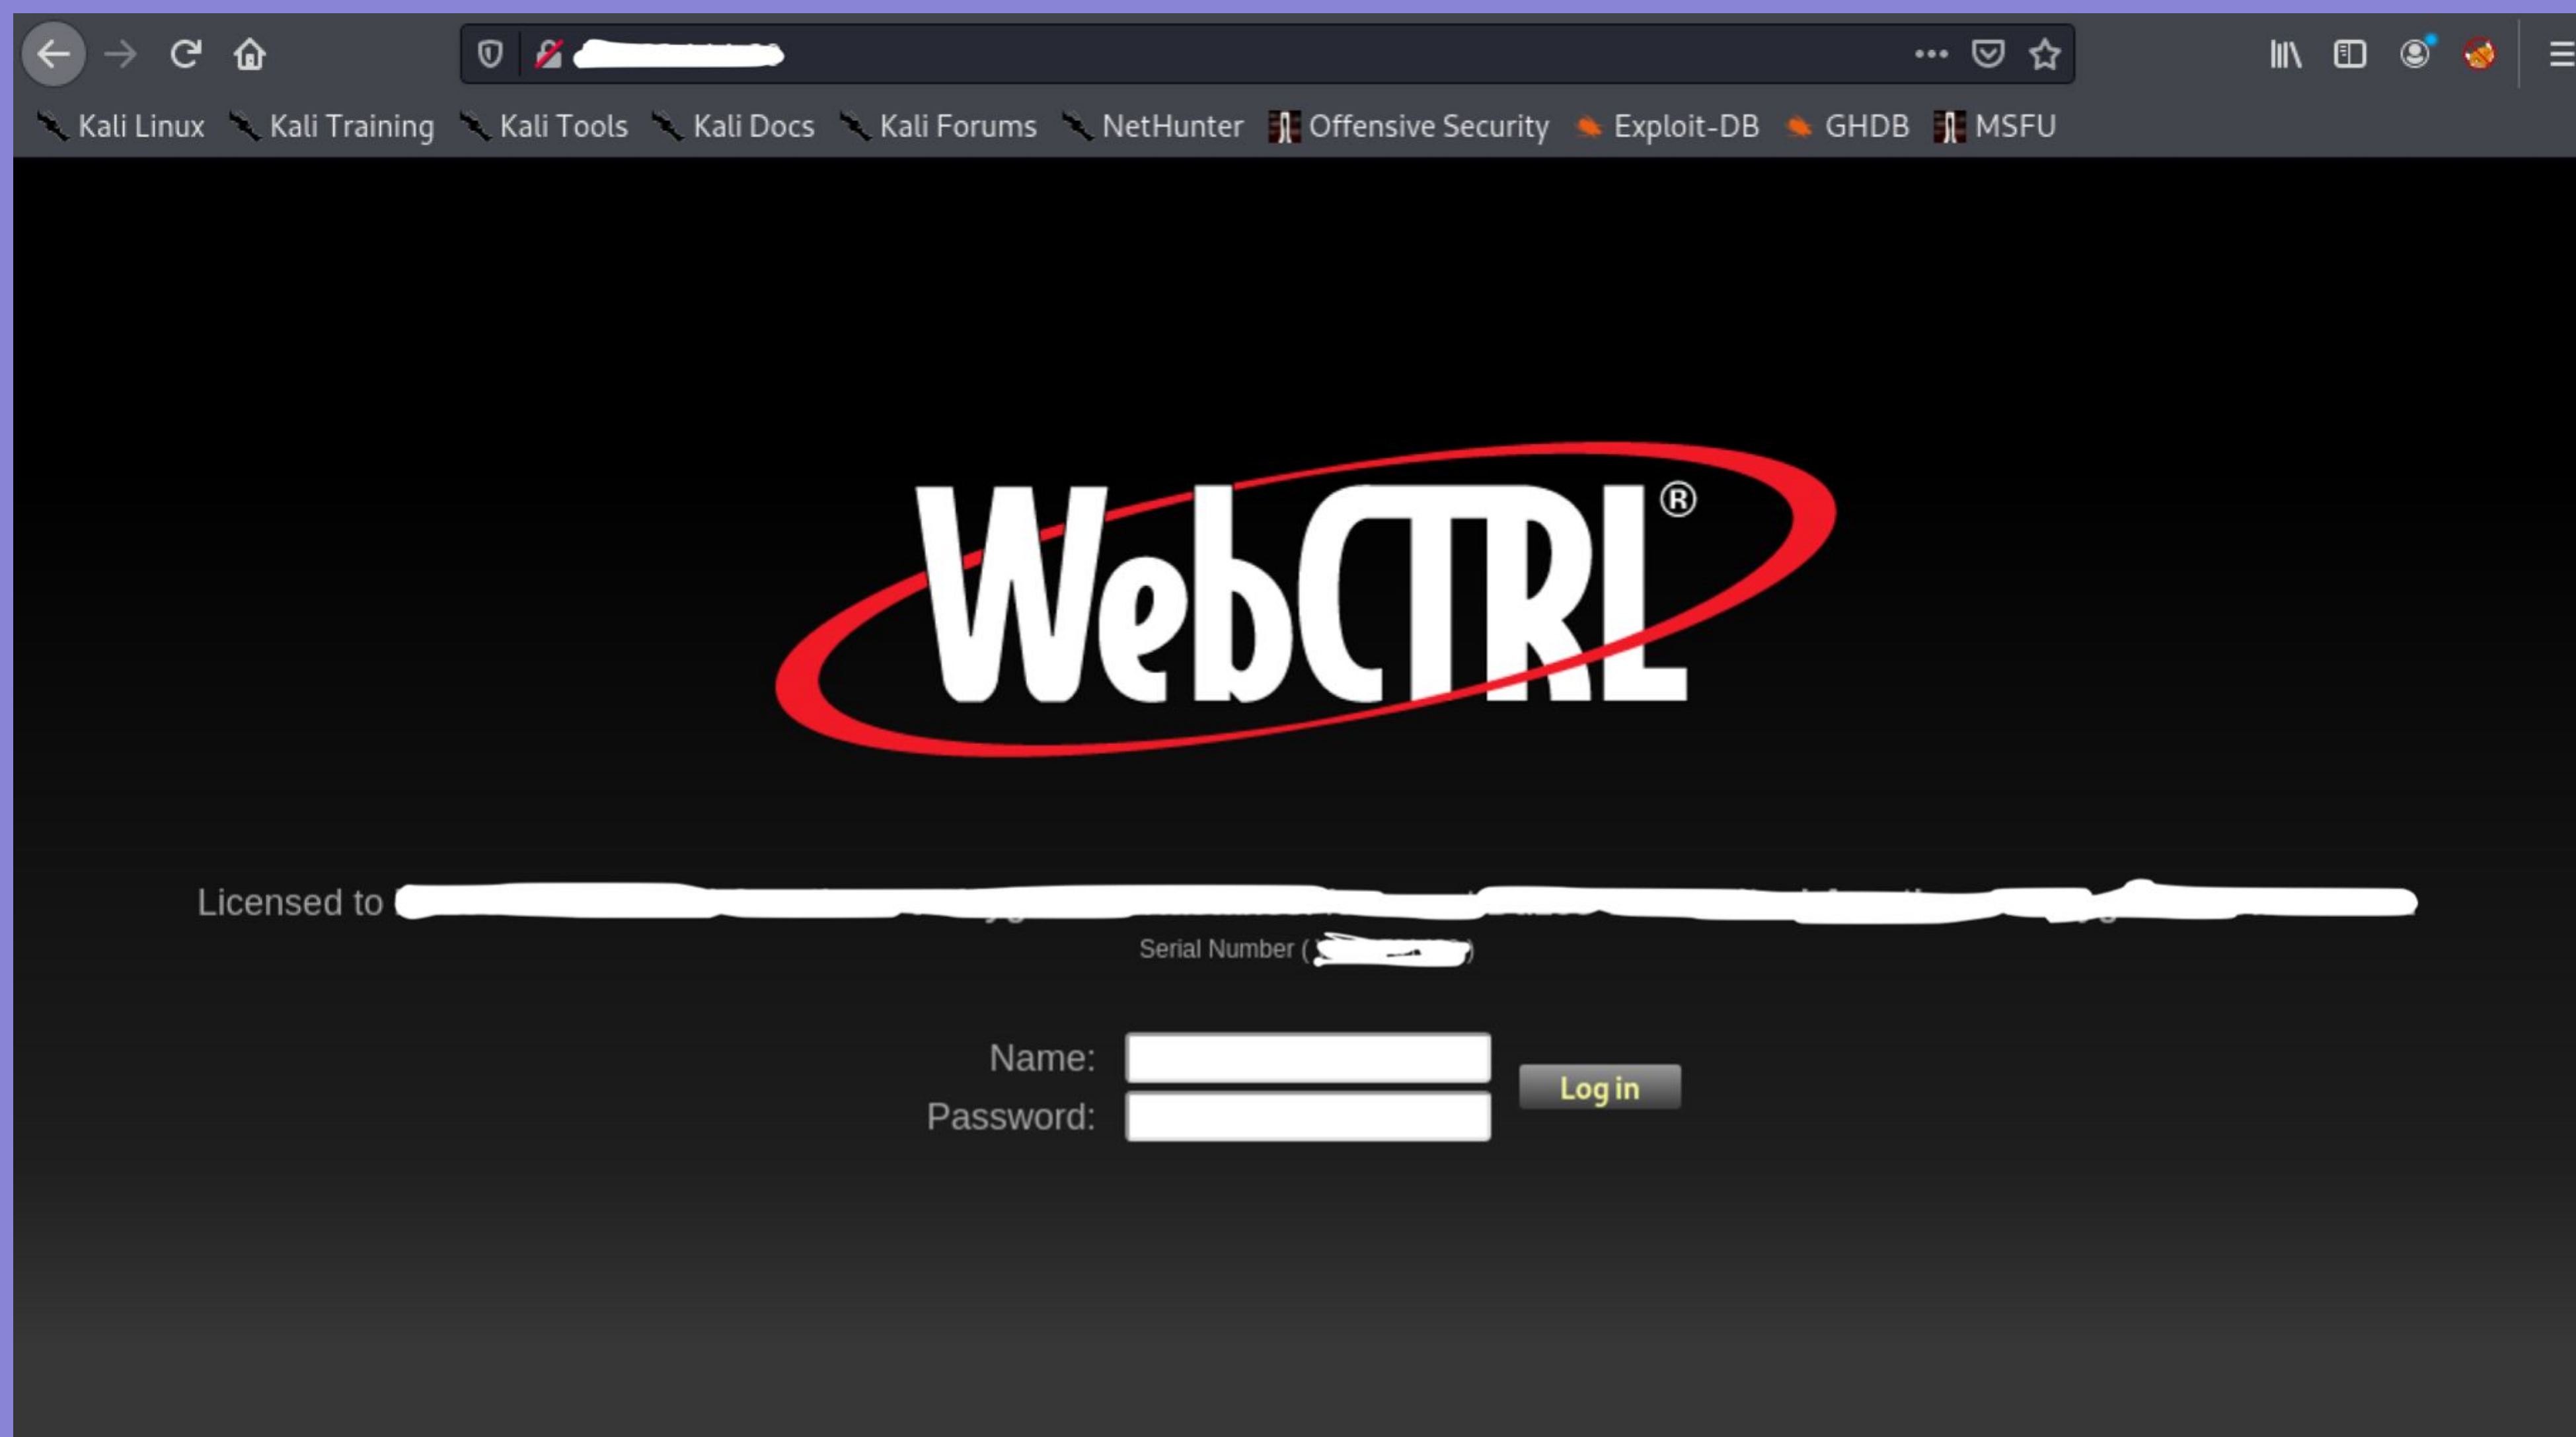 Kali Linux Kali Training Kali Tools Kali Docs Kali Forums NetHunter Offensive Security Exploit-DB GHDB MSFU
WebCTRL®
Licensed to
Serial Number ( )
Name:
Log in
Password: